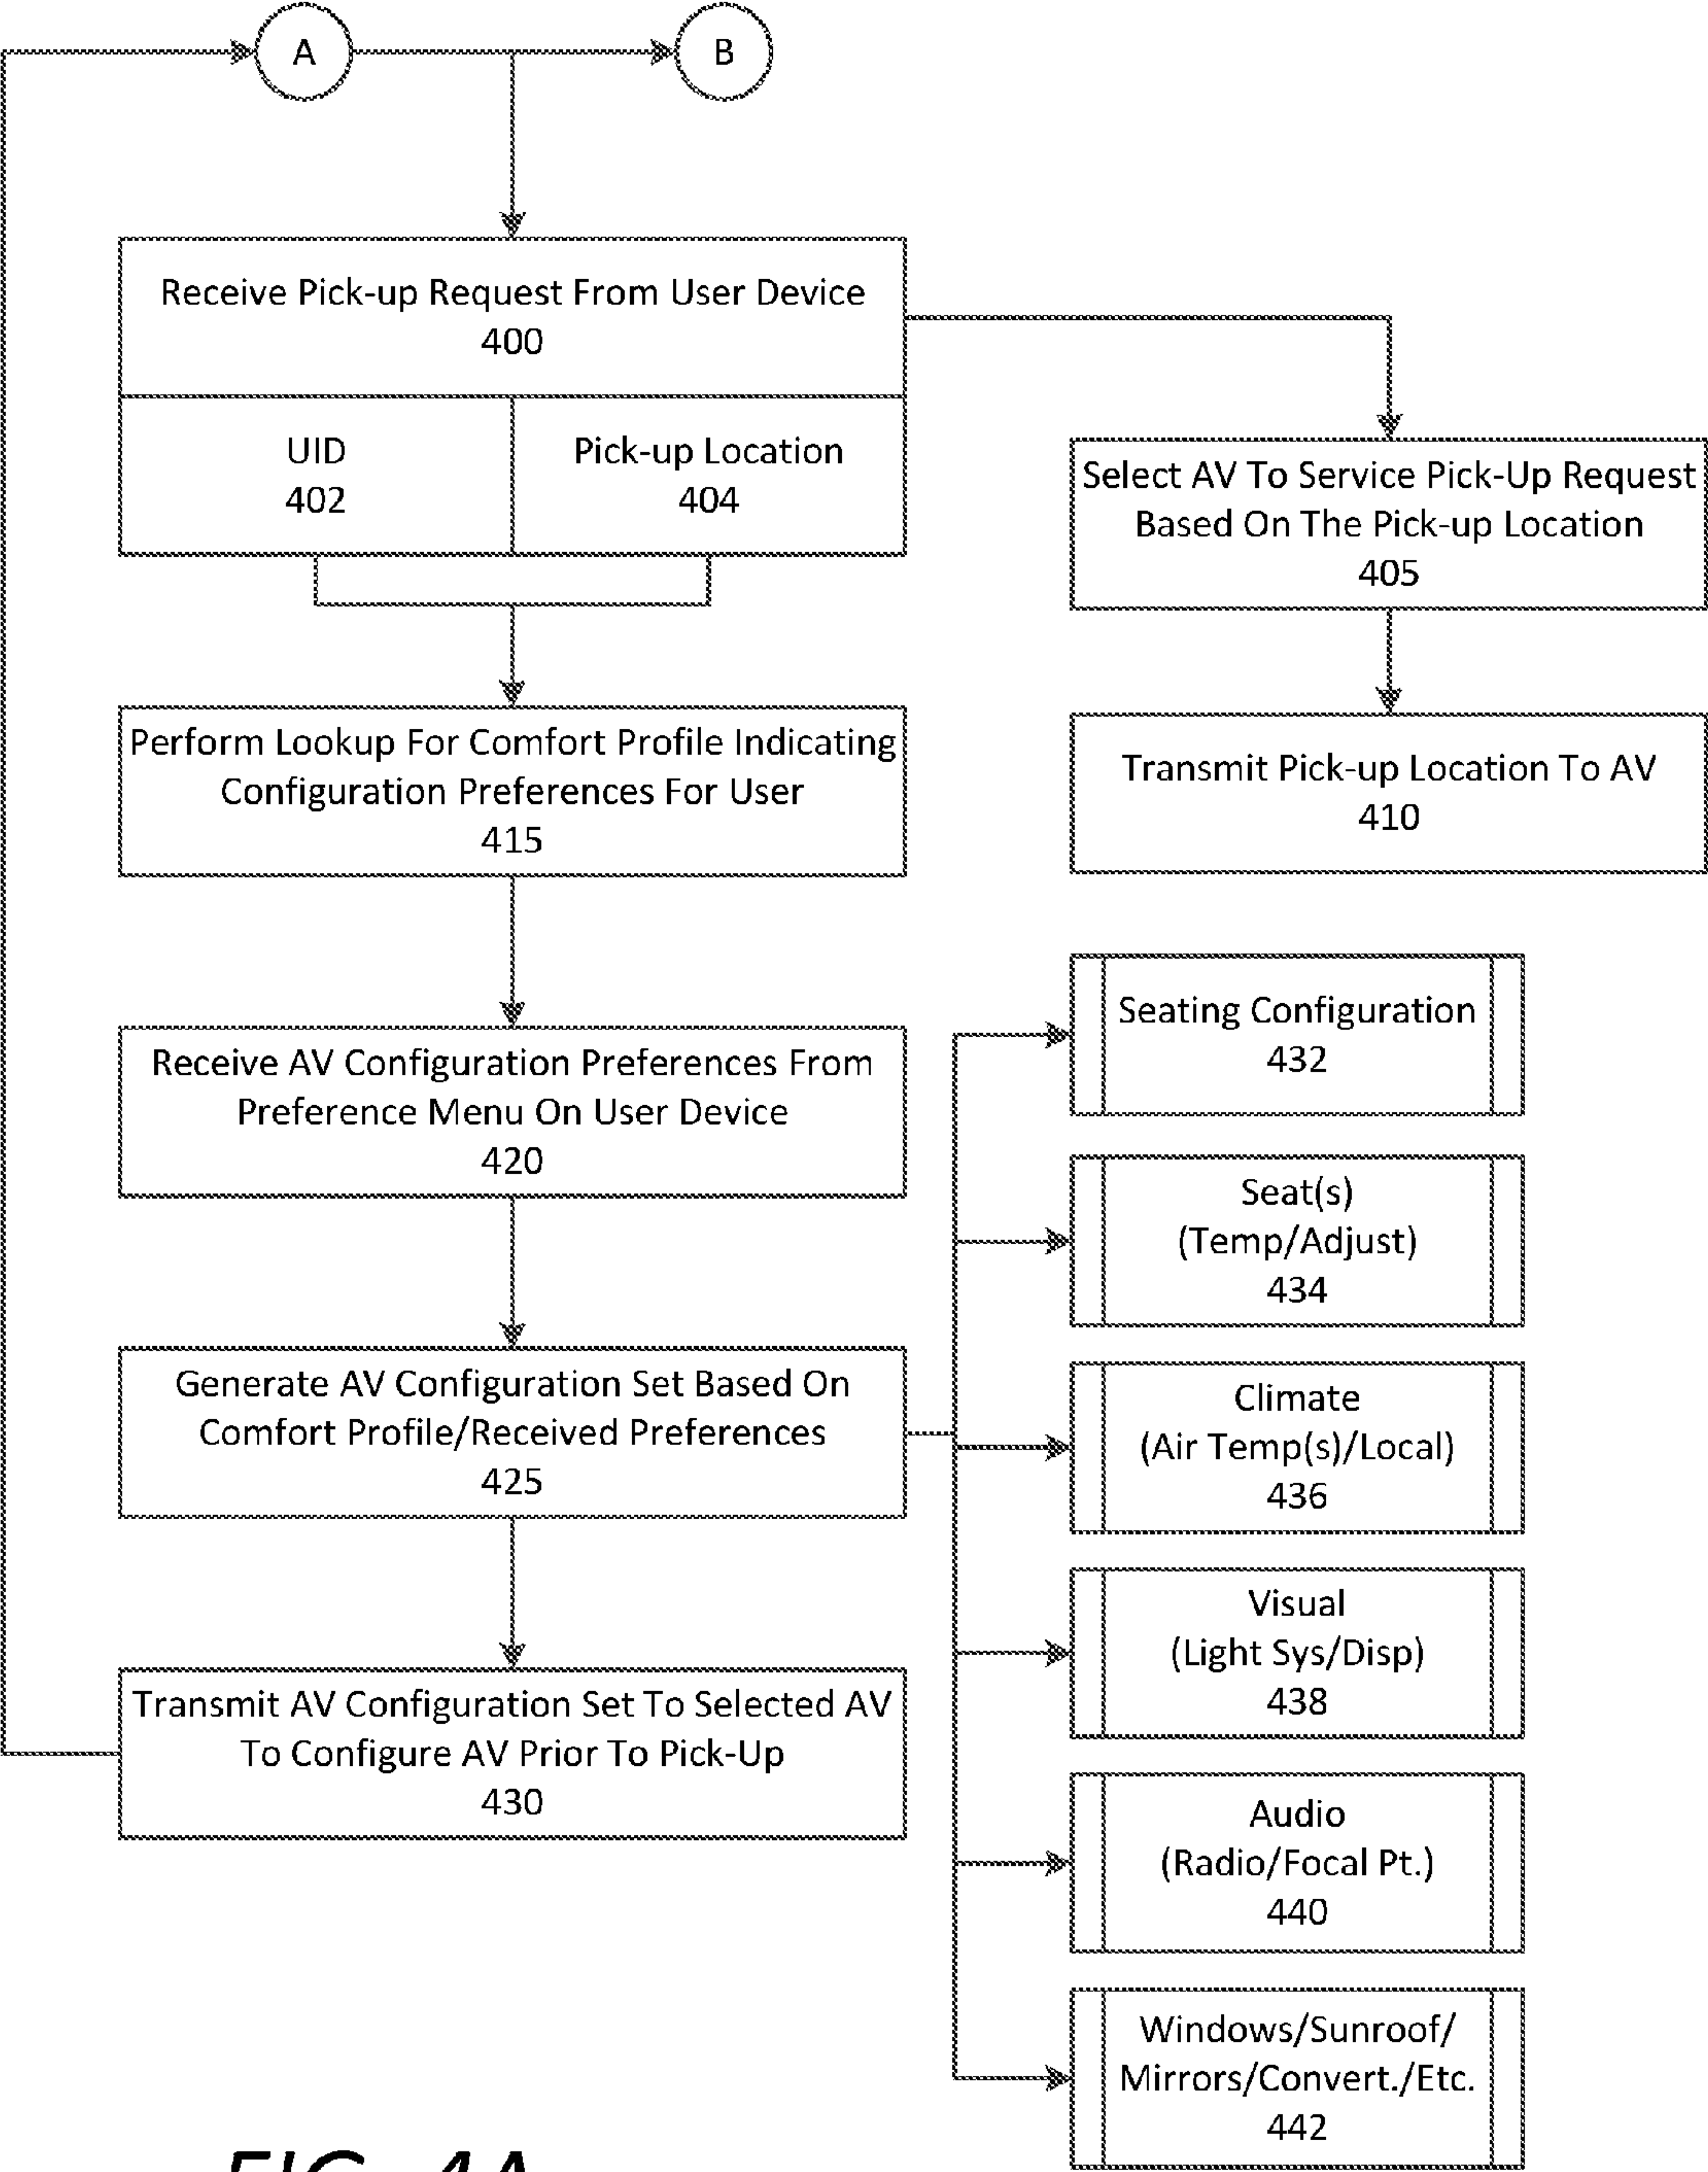 A
B
Receive Pick-up Request From User Device
400
UID
402
Pick-up Location
404
Select AV To Service Pick-Up Request
Based On The Pick-up Location
405
Transmit Pick-up Location To AV
410
Perform Lookup For Comfort Profile Indicating
Configuration Preferences For User
415
Receive AV Configuration Preferences From
Preference Menu On User Device
420
Generate AV Configuration Set Based On
Comfort Profile/Received Preferences
425
Transmit AV Configuration Set To Selected AV
To Configure AV Prior To Pick-Up
430
Seating Configuration
432
Seat(s)
(Temp/Adjust)
434
Climate
(Air Temp(s)/Local)
436
Visual
(Light Sys/Disp)
438
Audio
(Radio/Focal Pt.)
440
Windows/Sunroof/
Mirrors/Convert./Etc.
442
FIG. 4A